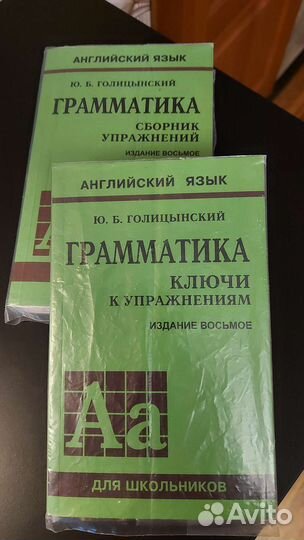 АНГЛИЙСКИЙ ЯЗЫК
Ю. Б. ГОЛИЦЫНСКИЙ
ГРАММАТИКА
СБОРНИК
УПРАЖНЕНИЙ
ИЗДАНИЕ ВОСЬМОЕ
А
АНГЛИЙСКИЙ ЯЗЫК
Ю. Б. ГОЛИЦЫНСКИЙ
ГРАММАТИКА
КЛЮЧИ
К УПРАЖНЕНИЯМ
ИЗДАНИЕ ВОСЬМОЕ
Aa
ДЛЯ ШКОЛЬНИКОВ
Avito